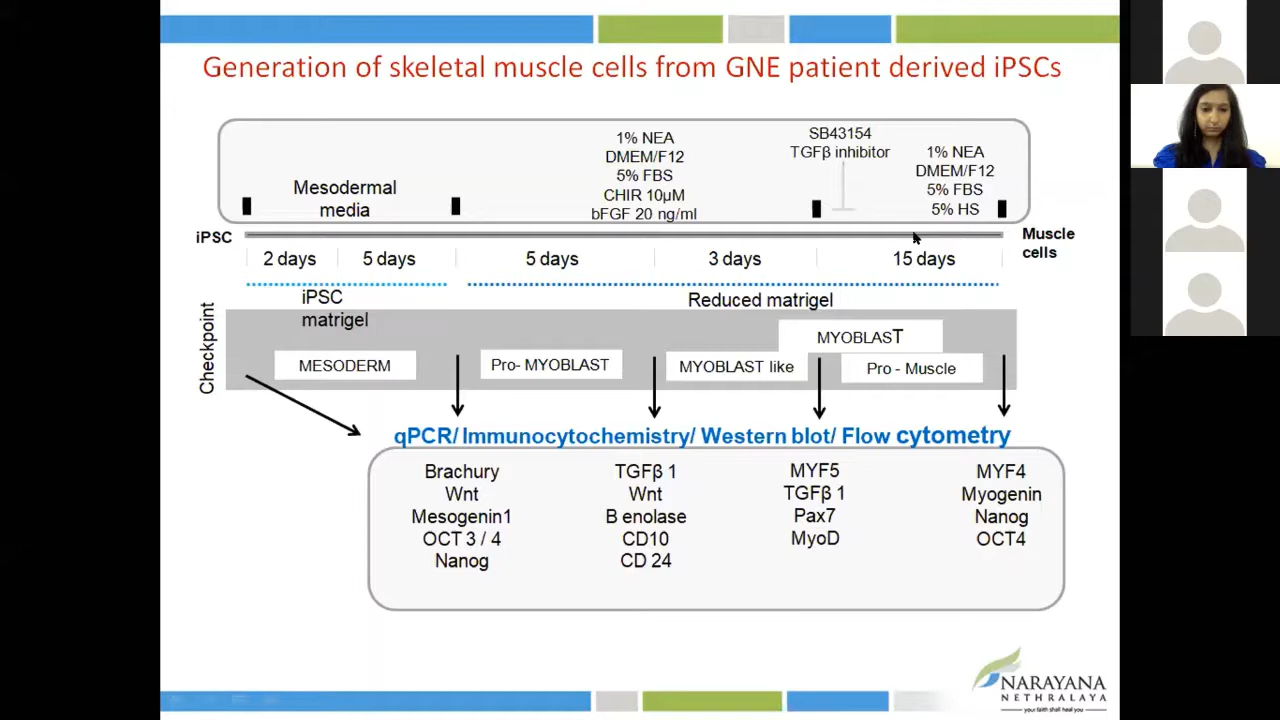 Generation of skeletal muscle cells from GNE patient derived iPSCs
Mesodermal
media
1% NEA
DMEM/F12
5% FBS
CHIR 10µM
bFGF 20 ng/ml
SB43154
TGFβ inhibitor
1% NEA
DMEM/F12
5% FBS
5% HS
iPSC
Muscle
cells
2 days
5 days
5 days
3 days
15 days
iPSC
matrigel
Reduced matrigel
Checkpoint
MESODERM
Pro- MYOBLAST
MYOBLAST like
MYOBLAST
Pro - Muscle
qPCR/ Immunocytochemistry/ Western blot/ Flow cytometry
Brachury
Wnt
Mesogenin1
OCT 3 / 4
Nanog
TGFβ 1
Wnt
B enolase
CD10
CD 24
MYF5
TGFβ 1
Pax7
MyoD
MYF4
Myogenin
Nanog
OCT4
NARAYANA
NETHRALAYA
your faith shall heal you